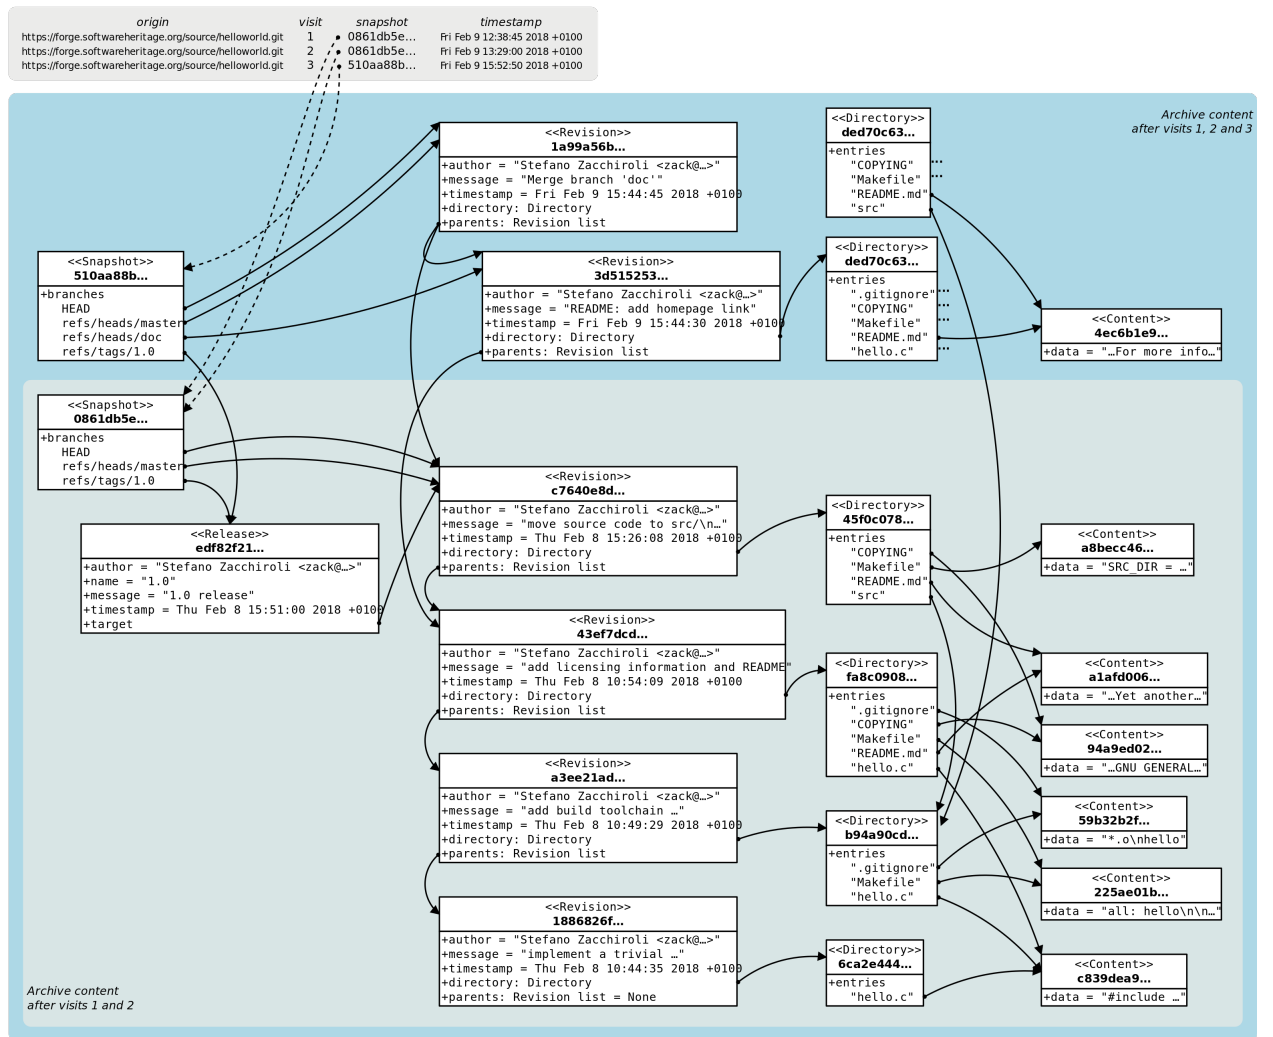 origin visit snapshot timestamp
https://forge.softwareheritage.org/source/helloworld.git 1 0861db5e… Fri Feb 9 12:38:45 2018 +0100
https://forge.softwareheritage.org/source/helloworld.git 2 0861db5e… Fri Feb 9 13:29:00 2018 +0100
https://forge.softwareheritage.org/source/helloworld.git 3 510aa88b… Fri Feb 9 15:52:50 2018 +0100
Archive content
after visits 1, 2 and 3
<<Revision>>
1a99a56b…
+author = "Stefano Zacchiroli <zack@…>"
+message = "Merge branch 'doc'"
+timestamp = Fri Feb 9 15:44:45 2018 +0100
+directory: Directory
+parents: Revision list
<<Directory>>
ded70c63…
+entries
"COPYING" ...
"Makefile" ...
"README.md"
"src"
<<Snapshot>>
510aa88b…
+branches
HEAD
refs/heads/master
refs/heads/doc
refs/tags/1.0
<<Revision>>
3d515253…
+author = "Stefano Zacchiroli <zack@…>"
+message = "README: add homepage link"
+timestamp = Fri Feb 9 15:44:30 2018 +0100
+directory: Directory
+parents: Revision list
<<Directory>>
ded70c63…
+entries
".gitignore" ...
"COPYING" ...
"Makefile" ...
"README.md"
"hello.c" ...
<<Content>>
4ec6b1e9…
+data = "…For more info…"
<<Snapshot>>
0861db5e…
+branches
HEAD
refs/heads/master
refs/tags/1.0
<<Release>>
edf82f21…
+author = "Stefano Zacchiroli <zack@…>"
+name = "1.0"
+message = "1.0 release"
+timestamp = Thu Feb 8 15:51:00 2018 +0100
+target
<<Revision>>
c7640e8d…
+author = "Stefano Zacchiroli <zack@…>"
+message = "move source code to src/\n…"
+timestamp = Thu Feb 8 15:26:08 2018 +0100
+directory: Directory
+parents: Revision list
<<Directory>>
45f0c078…
+entries
"COPYING"
"Makefile"
"README.md"
"src"
<<Content>>
a8becc46…
+data = "SRC_DIR = …"
<<Revision>>
43ef7dcd…
+author = "Stefano Zacchiroli <zack@…>"
+message = "add licensing information and README"
+timestamp = Thu Feb 8 10:54:09 2018 +0100
+directory: Directory
+parents: Revision list
<<Directory>>
fa8c0908…
+entries
".gitignore"
"COPYING"
"Makefile"
"README.md"
"hello.c"
<<Content>>
a1afd006…
+data = "…Yet another…"
<<Content>>
94a9ed02…
+data = "…GNU GENERAL…"
<<Revision>>
a3ee21ad…
+author = "Stefano Zacchiroli <zack@…>"
+message = "add build toolchain …"
+timestamp = Thu Feb 8 10:49:29 2018 +0100
+directory: Directory
+parents: Revision list
<<Directory>>
b94a90cd…
+entries
".gitignore"
"Makefile"
"hello.c"
<<Content>>
59b32b2f…
+data = "*.o\nhello"
<<Content>>
225ae01b…
+data = "all: hello\n\n…"
<<Revision>>
1886826f…
+author = "Stefano Zacchiroli <zack@…>"
+message = "implement a trivial …"
+timestamp = Thu Feb 8 10:44:35 2018 +0100
+directory: Directory
+parents: Revision list = None
<<Directory>>
6ca2e444…
+entries
"hello.c"
<<Content>>
c839dea9…
+data = "#include …"
Archive content
after visits 1 and 2